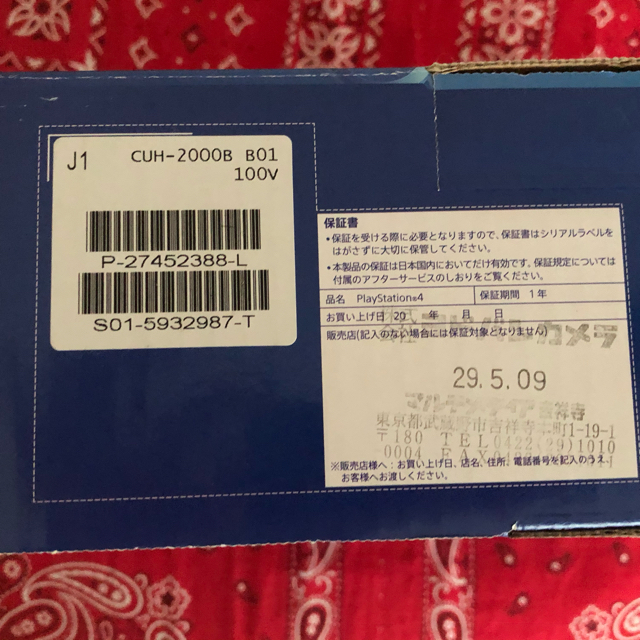 J1
CUH-2000B B01
100V
P-27452388-L
S01-5932987-T
保証書
•保証を受ける際に必要となりますので、保証書はシリアルラベルを
はがさずに大切に保管してください。
•本製品の保証は日本国内においてだけ有効です。保証規定については
付属のアフターサービスのしおりをご覧ください。
品名 PlayStation®4 保証期間 1年
お買い上げ日 20 年 月 日
販売店(記入のない場合には保証対象となりません)
カメラ
29.5.09
吉祥寺
東京都武蔵野市吉祥寺本町1-19-1
〒180 TEL0422(29)1010
0004 FAX
※販売店様へ：お買い上げ日、店名、住所、電話番号を記入のうえ、
お客様へお渡しください。